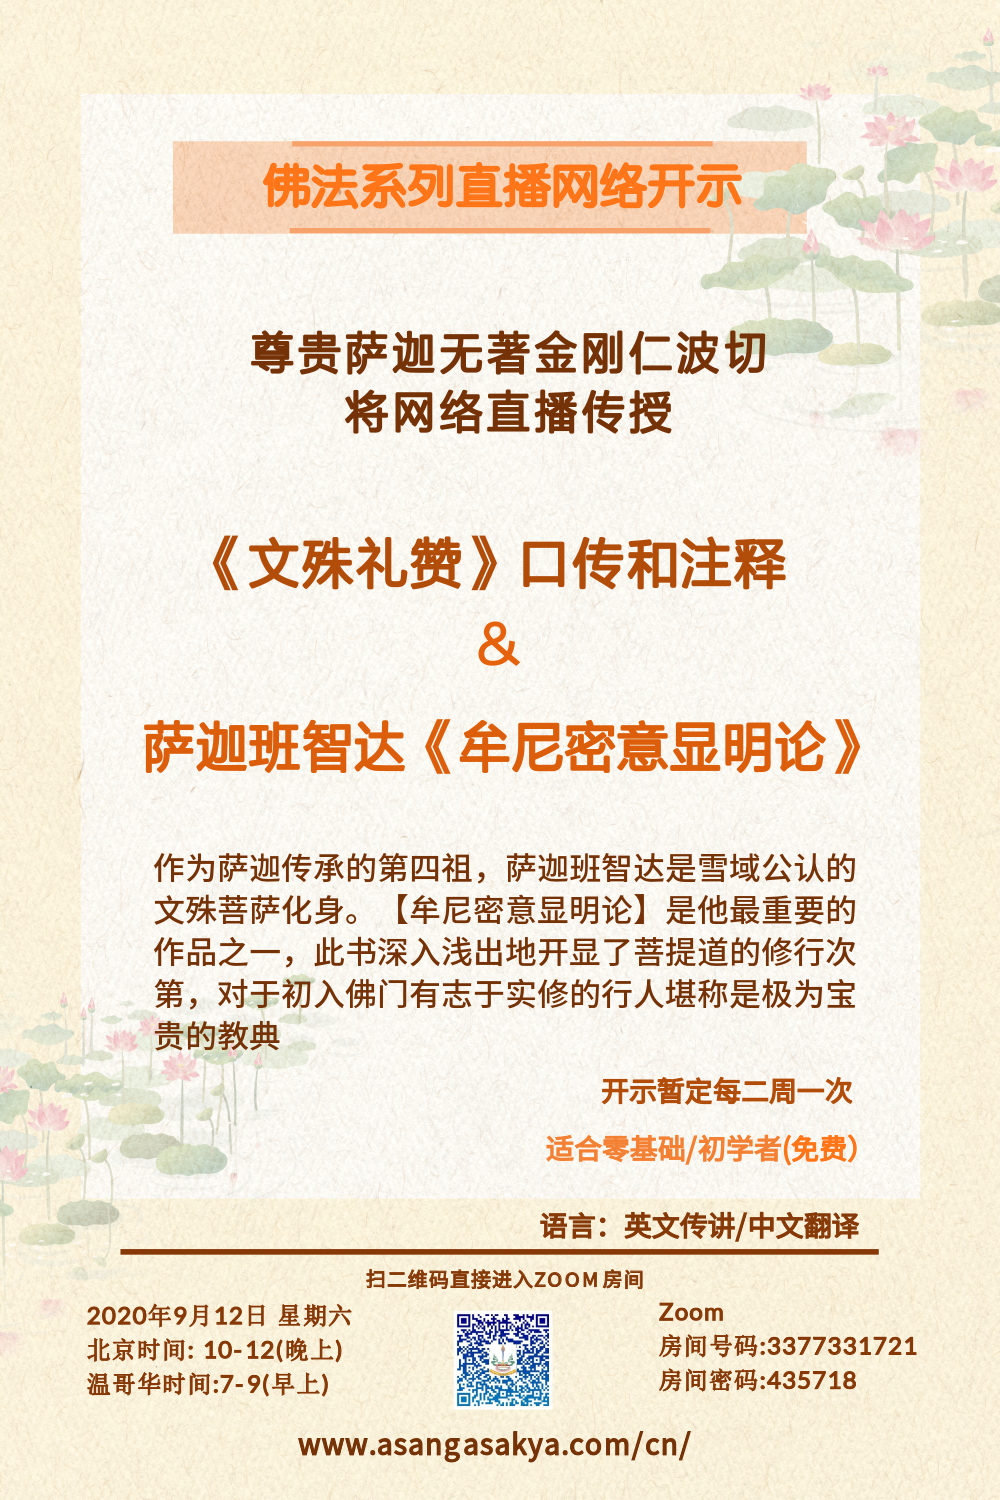 佛法系列直播网络开示
尊贵萨迦无著金刚仁波切
将网络直播传授
《文殊礼赞》口传和注释
&
萨迦班智达《牟尼密意显明论》
作为萨迦传承的第四祖，萨迦班智达是雪域公认的
文殊菩萨化身。【牟尼密意显明论】是他最重要的
作品之一，此书深入浅出地开显了菩提道的修行次
第，对于初入佛门有志于实修的行人堪称是极为宝
贵的教典
开示暂定每二周一次
适合零基础/初学者(免费）
语言：英文传讲/中文翻译
扫二维码直接进入ZOOM房间
2020年9月12日 星期六
北京时间: 10-12(晚上)
温哥华时间:7-9(早上)
Zoom
房间号码:3377331721
房间密码:435718
www.asangasakya.com/cn/